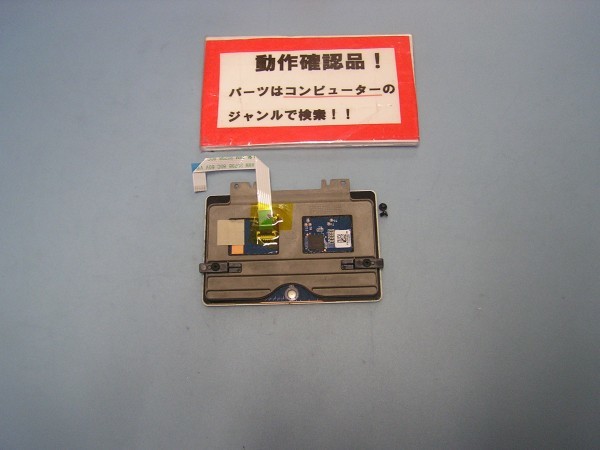 動作確認品！
パーツはコンピューターの
ジャンルで検索！！